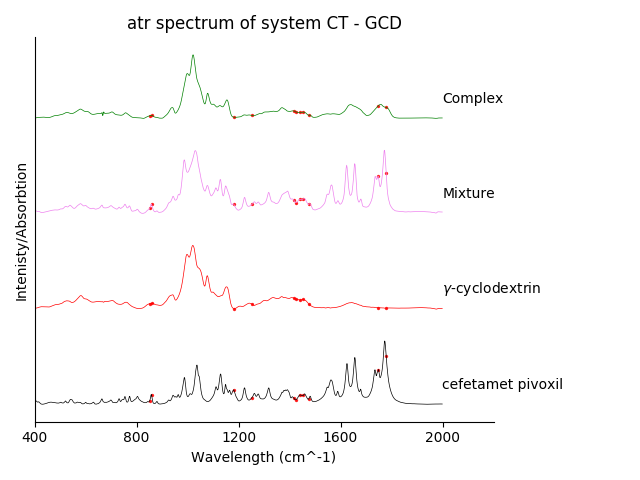 atr spectrum of system CT - GCD
Complex
Mixture
γ-cyclodextrin
cefetamet pivoxil
Intenisty/Absorbtion
400 800 1200 1600 2000
Wavelength (cm^-1)